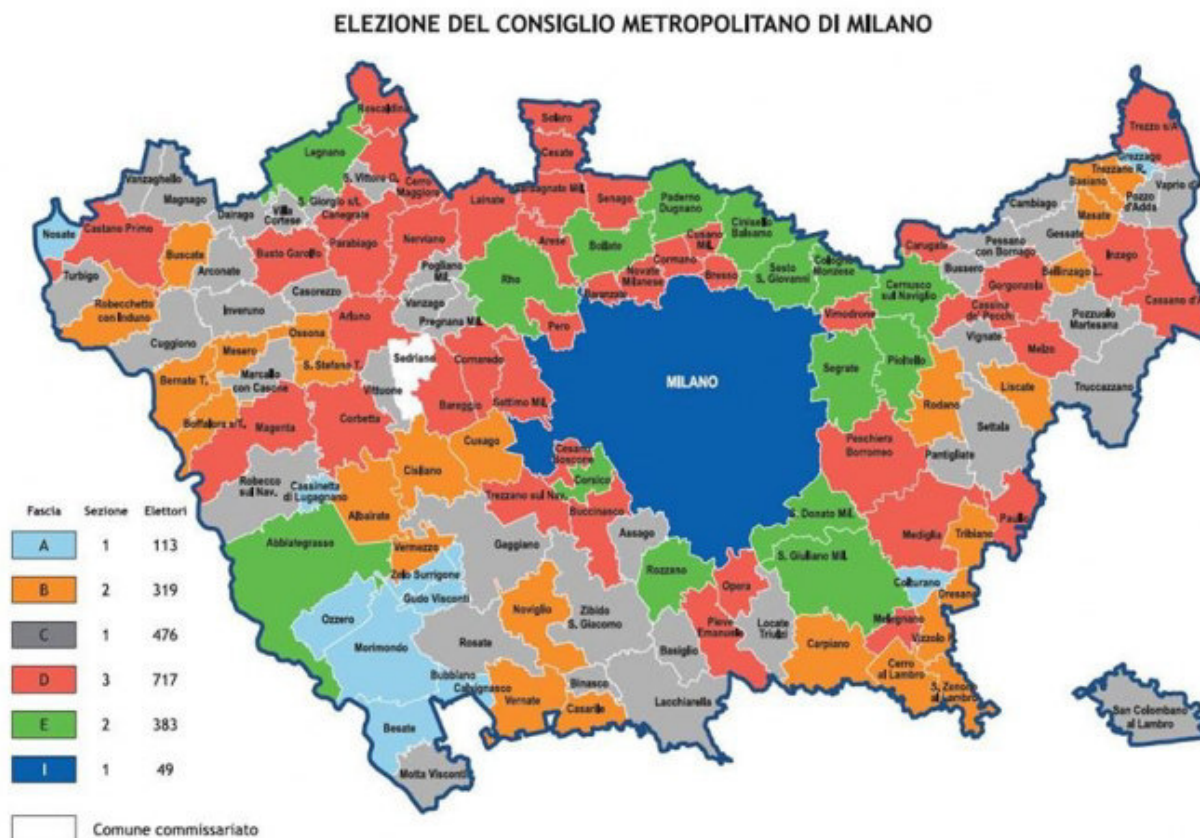 ELEZIONE DEL CONSIGLIO METROPOLITANO DI MILANO
Rescaldina
Solaro
Cesate
Trezzo s/A
Legnano
Grezzago
Trezzano R.
Vaprio d'
Basiano
Pozzo
d'Adda
Vanzaghello
Magnago
S. Vittore O.
Cerro
Maggiore
Garbagnate Mil.
Lainate
Senago
Paderno
Dugnano
Cambiago
Masate
Dairago
Villa
Cortese
S. Giorgio s/L
Canegrate
Cinisello
Balsamo
Gessate
Nosate
Castano Primo
Buscate
Busto Garolfo
Parabiago
Nerviano
Arese
Bollate
Cusano
Mil.
Cormano
Carugate
Pessano
con Bornago
Inzago
Turbigo
Arconate
Pogliano
Mil.
Rho
Novate
Milanese
Bresso
Sesto
S. Giovanni
Cologno
Monzese
Bussero
Bellinzago L.
Gorgonzola
Robecchetto
con Induno
Inveruno
Casorezzo
Vanzago
Baranzate
Cernusco
sul Naviglio
Cassano d'A
Cuggiono
Arluno
Pregnana Mil.
Pero
Vimodrone
Cassina
de' Pecchi
Pozzuolo
Martesana
Ossona
Mesero
Sedriano
Cornaredo
Vignate
Melzo
Bernate T.
Marcallo
con Casone
S. Stefano T.
Vittuone
MILANO
Segrate
Pioltello
Truccazzano
Boffalora s/T.
Magenta
Corbetta
Bareggio
Settimo Mil.
Rodano
Liscate
Settala
Cusago
Cisliano
Cesano
Boscone
Corsico
Peschiera
Borromeo
Pantigliate
Robecco
sul Nav.
Cassinetta
di Lugagnano
Albairate
Trezzano sul Nav.
Buccinasco
Assago
S. Donato Mil.
Mediglia
Tribiano
Paullo
Abbiategrasso
Vermezzo
Gaggiano
Zelo Surrigone
Gudo Visconti
Rozzano
S. Giuliano Mil.
Opera
Colturano
Dresano
Ozzero
Morimondo
Noviglio
Zibido
S. Giacomo
Rosate
Pieve
Emanuele
Locate
Triulzi
Melegnano
Vizzolo P.
Carpiano
Basiglio
Cerro
al Lambro
S. Zenone
al Lambro
Bubbiano
Calvignasco
Binasco
Vernate
Casarile
Lacchiarella
Besate
Motta Visconti
San Colombano
al Lambro
Fascia Sezione Elettori
A 1 113
B 2 319
C 1 476
D 3 717
E 2 383
I 1 49
Comune commissariato